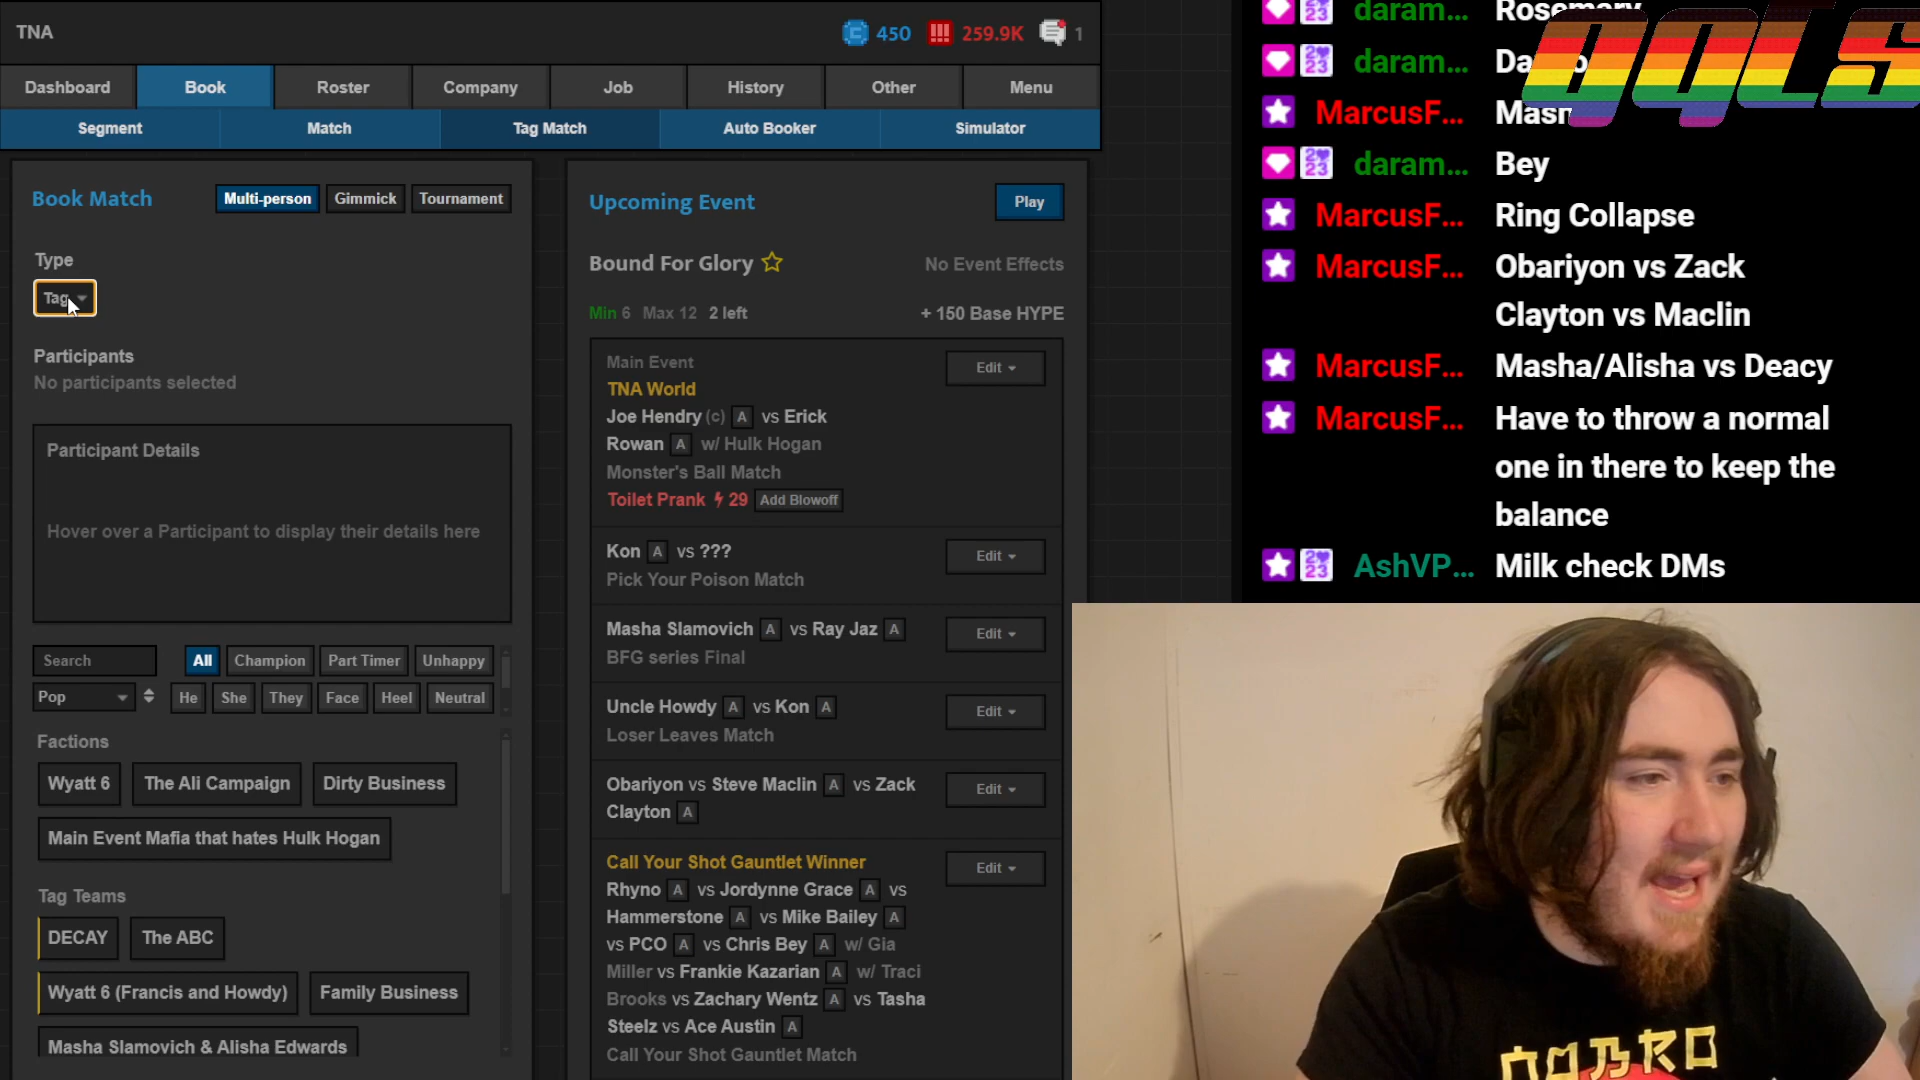 TNA
450
259.9K
1
Dashboard
Book
Roster
Company
Job
History
Other
Menu
Segment
Match
Tag Match
Auto Booker
Simulator
Book Match
Multi-person
Gimmick
Tournament
Type
Tag
Participants
No participants selected
Participant Details
Hover over a Participant to display their details here
Search
All
Champion
Part Timer
Unhappy
Pop
He
She
They
Face
Heel
Neutral
Factions
Wyatt 6
The Ali Campaign
Dirty Business
Main Event Mafia that hates Hulk Hogan
Tag Teams
DECAY
The ABC
Wyatt 6 (Francis and Howdy)
Family Business
Masha Slamovich & Alisha Edwards
Upcoming Event
Play
Bound For Glory
No Event Effects
Min 6 Max 12 2 left
+ 150 Base HYPE
Main Event
Edit
TNA World
Joe Hendry (c) A vs Erick
Rowan A w/ Hulk Hogan
Monster's Ball Match
Toilet Prank 29 Add Blowoff
Kon A vs ???
Edit
Pick Your Poison Match
Masha Slamovich A vs Ray Jaz A
Edit
BFG series Final
Uncle Howdy A vs Kon A
Edit
Loser Leaves Match
Obariyon vs Steve Maclin A vs Zack
Clayton A
Edit
Call Your Shot Gauntlet Winner
Edit
Rhyno A vs Jordynne Grace A vs
Hammerstone A vs Mike Bailey A
vs PCO A vs Chris Bey A w/ Gia
Miller vs Frankie Kazarian A w/ Traci
Brooks vs Zachary Wentz A vs Tasha
Steelz vs Ace Austin A
Call Your Shot Gauntlet Match
daram... Rosemary
daram...
MarcusF...
daram... Bey
MarcusF... Ring Collapse
MarcusF... Obariyon vs Zack
Clayton vs Maclin
MarcusF... Masha/Alisha vs Deacy
MarcusF... Have to throw a normal
one in there to keep the
balance
AshVP... Milk check DMs